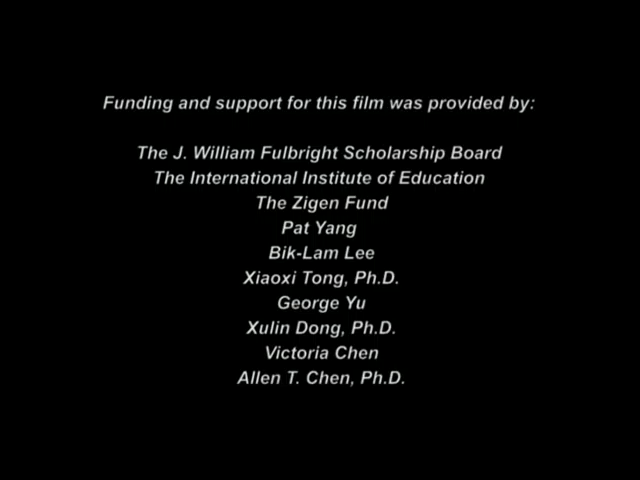 Funding and support for this film was provided by:
The J. William Fulbright Scholarship Board
The International Institute of Education
The Zigen Fund
Pat Yang
Bik-Lam Lee
Xiaoxi Tong, Ph.D.
George Yu
Xulin Dong, Ph.D.
Victoria Chen
Allen T. Chen, Ph.D.